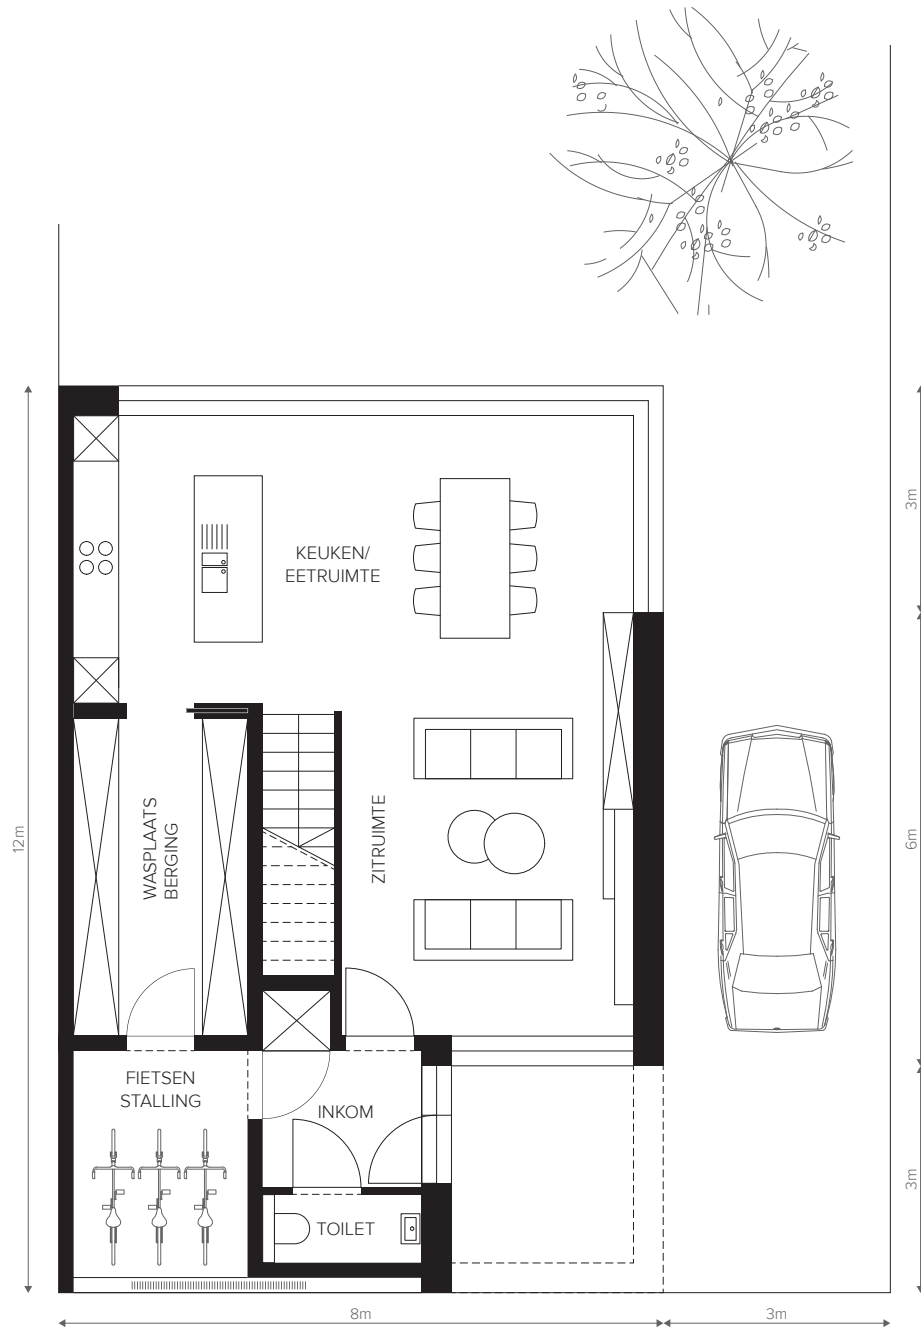 3m
KEUKEN/
EETRUIMTE
12m
WASPLAATS
BERGING
ZITRUIMTE
6m
FIETSEN
STALLING
INKOM
3m
TOILET
8m
3m